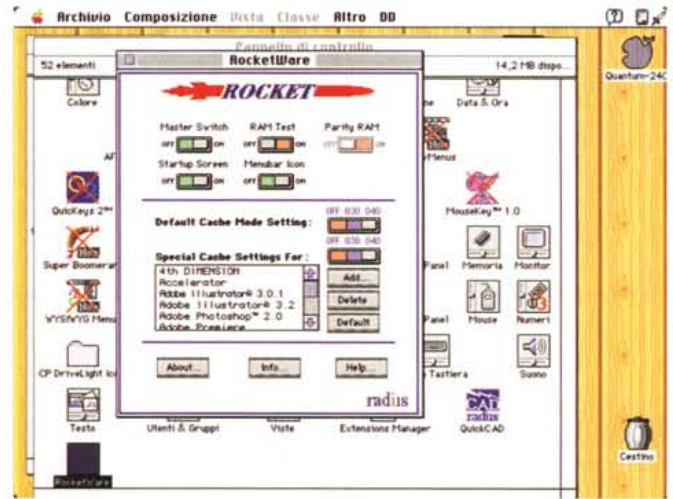 Archivio Composizione Vista Classe Altro DD
Pannello di controllo
52 elementi
14,2 MB dispo...
RocketWare
ROCKET
Master Switch RAM Test Parity RAM
OFF ON OFF ON OFF ON
Startup Screen Menubar Icon
OFF ON OFF ON
Default Cache Mode Setting:
OFF 030 040
OFF 030 040
Special Cache Settings For:
4th DIMENSION
Accelerator
Adobe Illustrator® 3.0.1
Adobe Illustrator® 3.2
Adobe Photoshop™ 2.0
Adobe Premiere
Add...
Delete
Default
About... Info... Help...
radius
Colore
Data & Ora
QuicKeys 2™
MouseKey™ 1.0
Super Boomeran
Panel Memoria Monitor
WYSIWYG Menu
Panel Mouse Numeri
CP DriveLight Ico
Tastiera Suono
Testo Utenti & Gruppi Viste Extensions Manager QuickCAD
CAD
radius
RocketWare
Quantum-240
Cestino